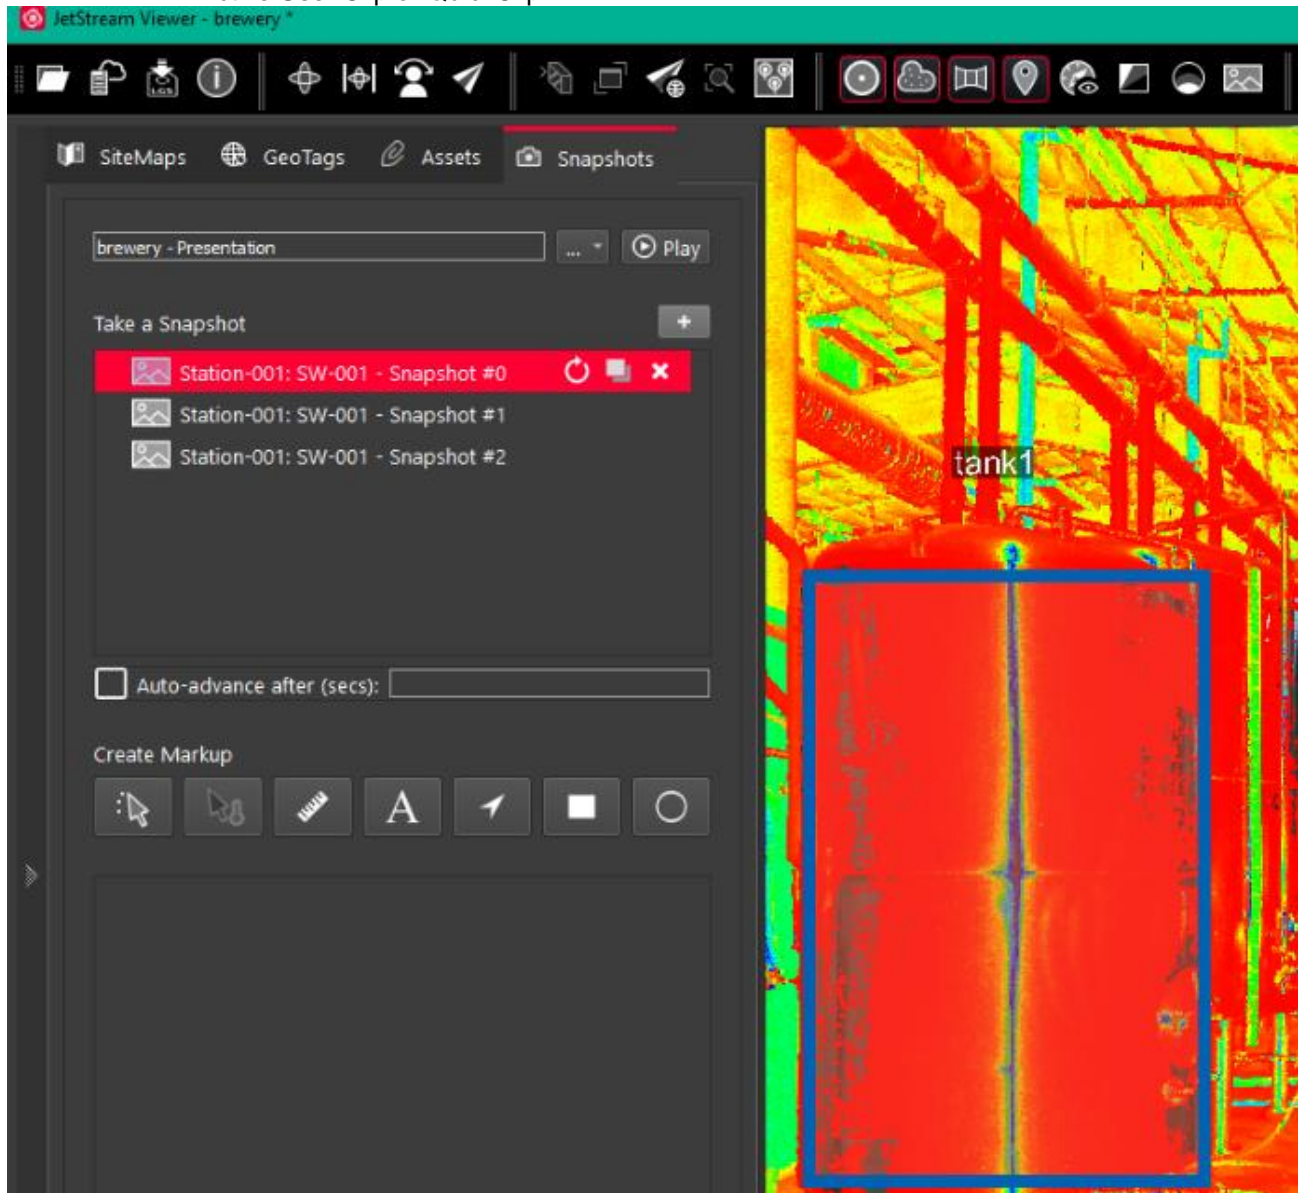 JetStream Viewer - brewery *
LGS
SiteMaps GeoTags Assets Snapshots
brewery - Presentation ... Play
Take a Snapshot +
Station-001: SW-001 - Snapshot #0
Station-001: SW-001 - Snapshot #1
Station-001: SW-001 - Snapshot #2
Auto-advance after (secs):
Create Markup
A
tank1